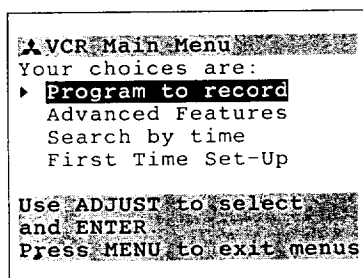 VCR Main Menu
Your choices are:
Program to record
Advanced Features
Search by time
First Time Set-Up
Use ADJUST to select
and ENTER
Press MENU to exit menus